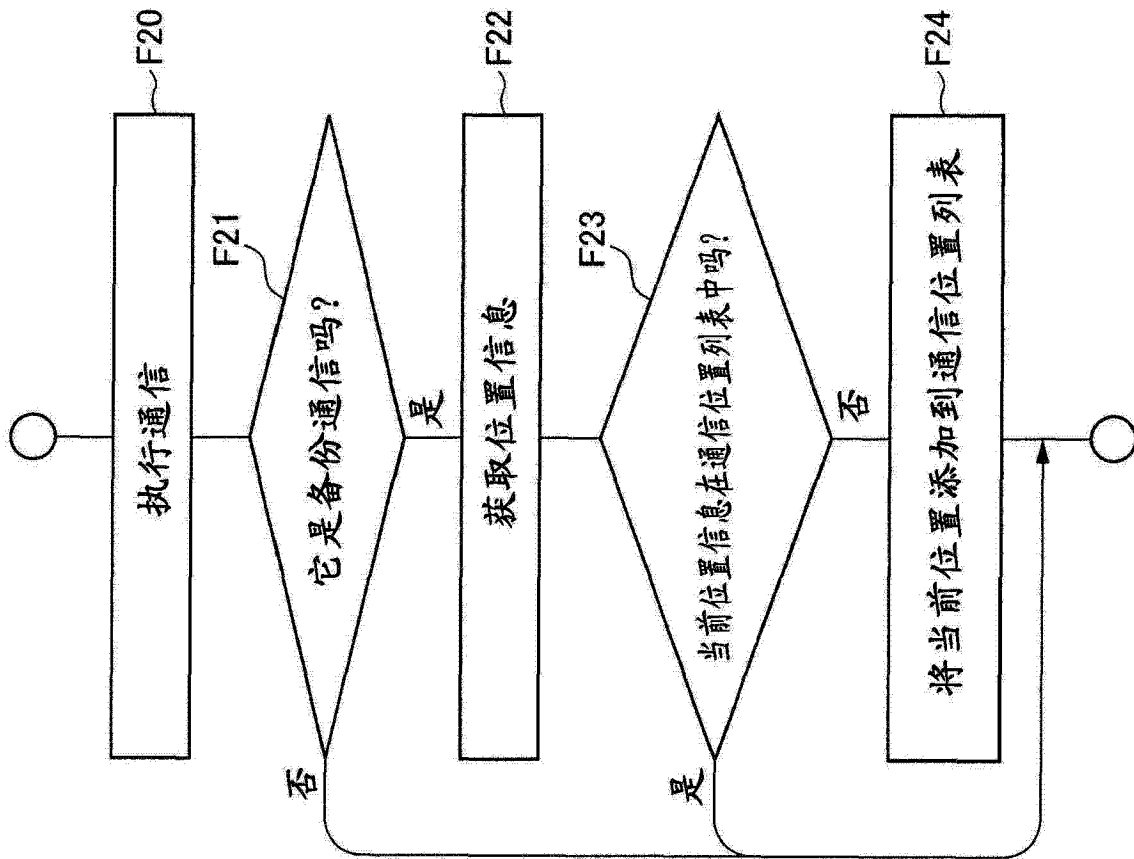 执行通信
F20
F21
它是备份通信吗?
否
是
获取位置信息
F22
F23
当前位置信息在通信位置列表中吗?
是
否
将当前位置添加到通信位置列表
F24